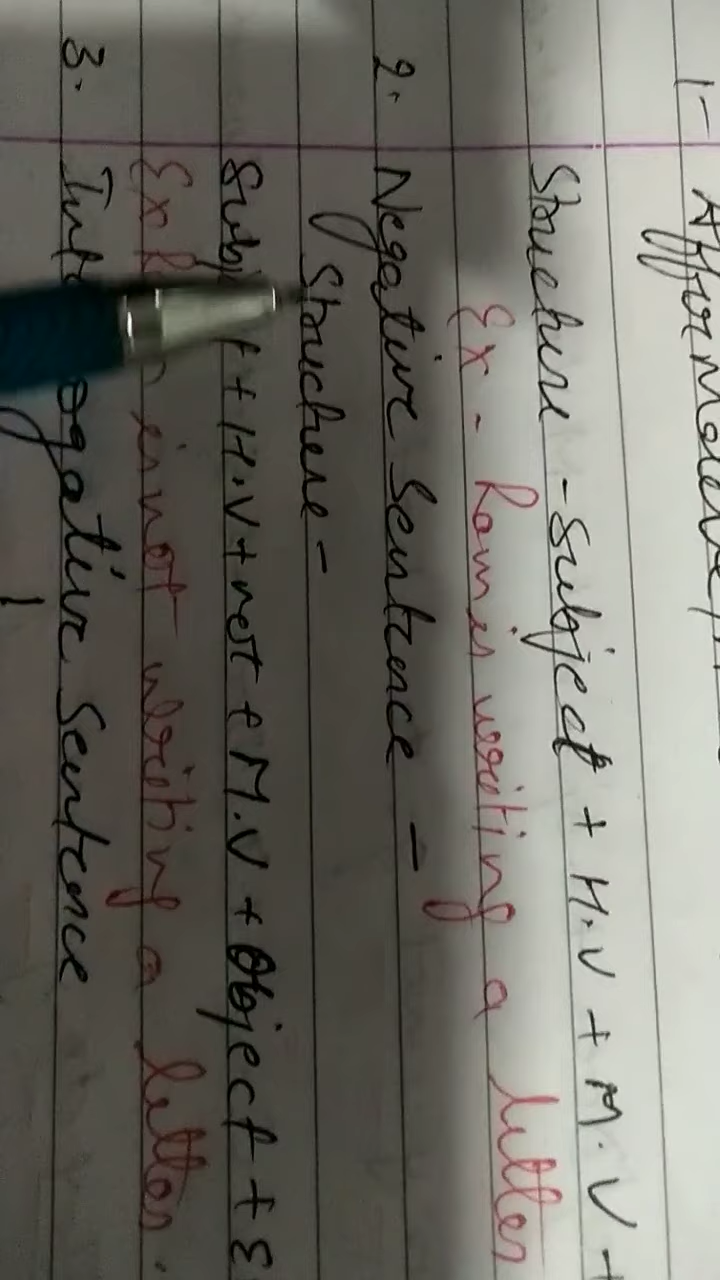 1- Affirmative
Structure - Subject + H.V + M.V +
Ex - Ram is writing a letter
2. Negative Sentence -
Structure -
Subject + H.V + not + M.V + Object + E
Ex is not writing a letter.
3. Interrogative Sentence